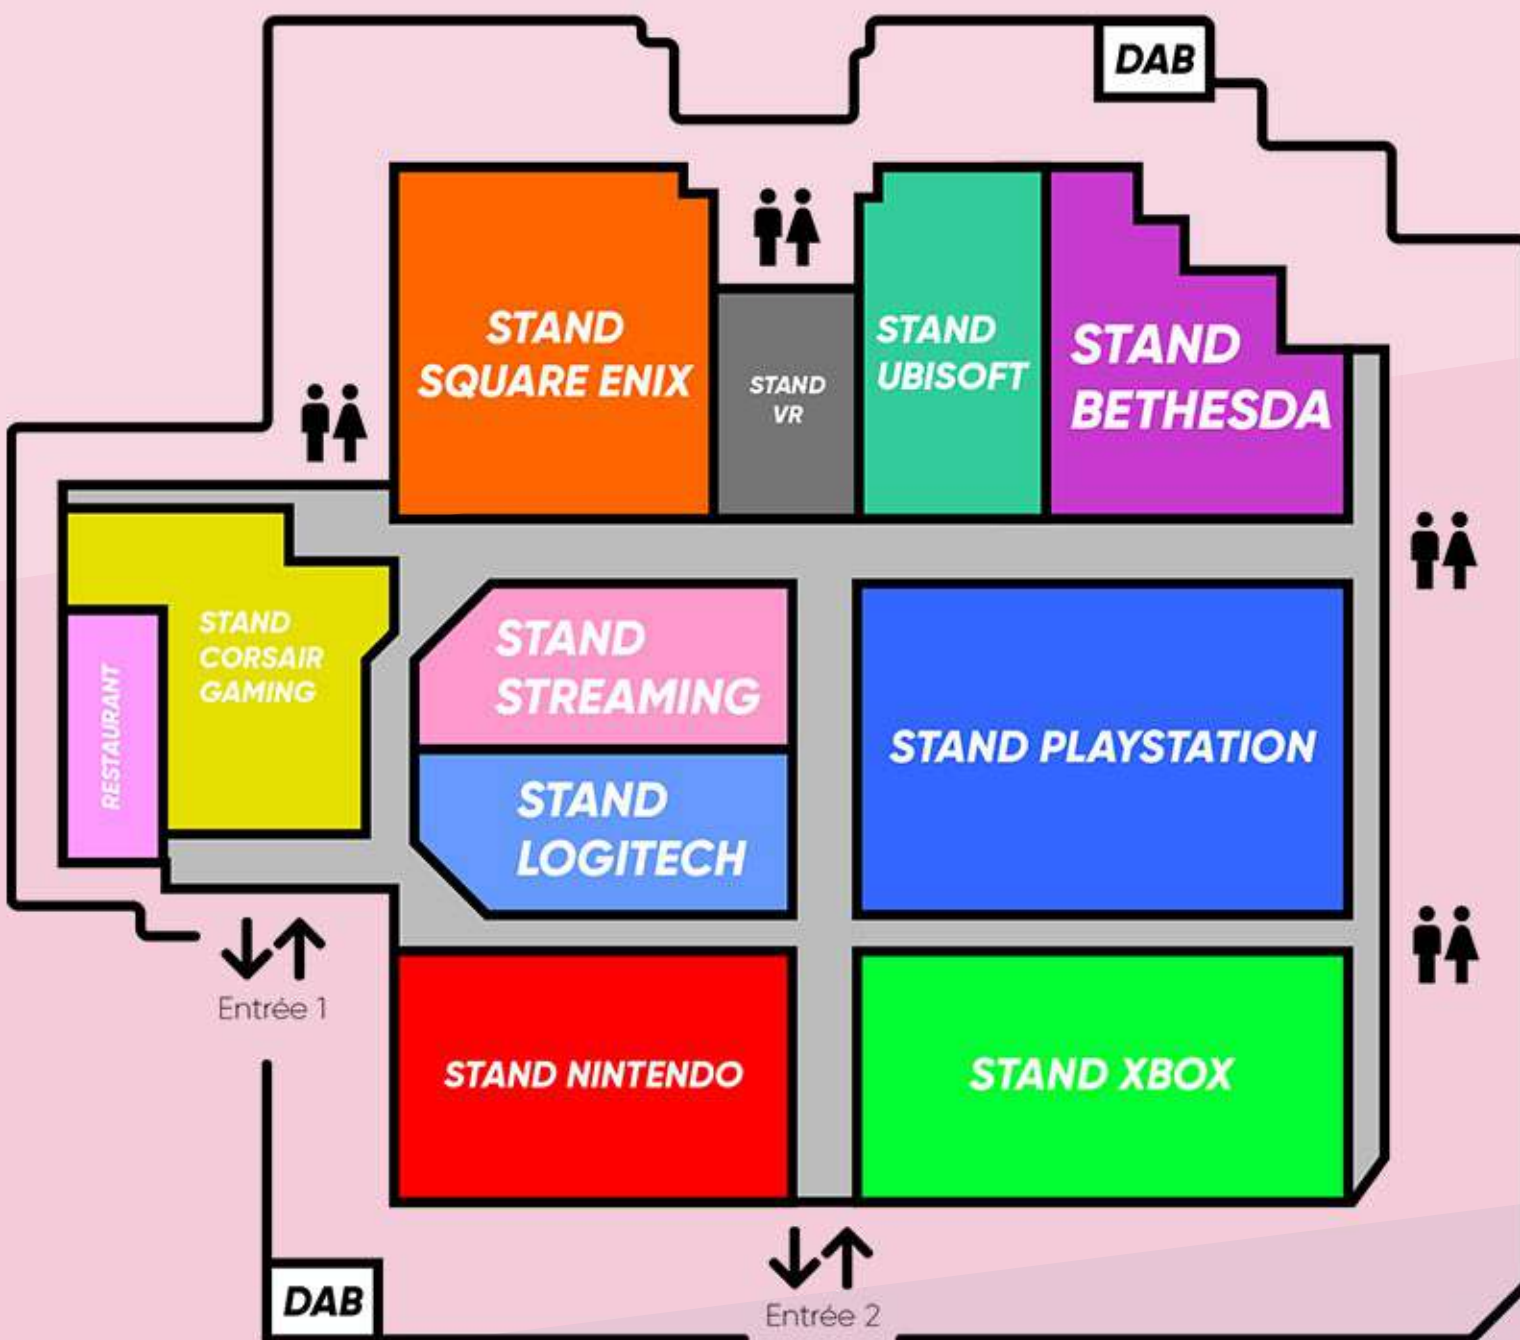 DAB
STAND
SQUARE ENIX
STAND
VR
STAND
UBISOFT
STAND
BETHESDA
STAND
CORSAIR
GAMING
RESTAURANT
STAND
STREAMING
STAND
LOGITECH
STAND PLAYSTATION
Entrée 1
STAND NINTENDO
STAND XBOX
DAB
Entrée 2